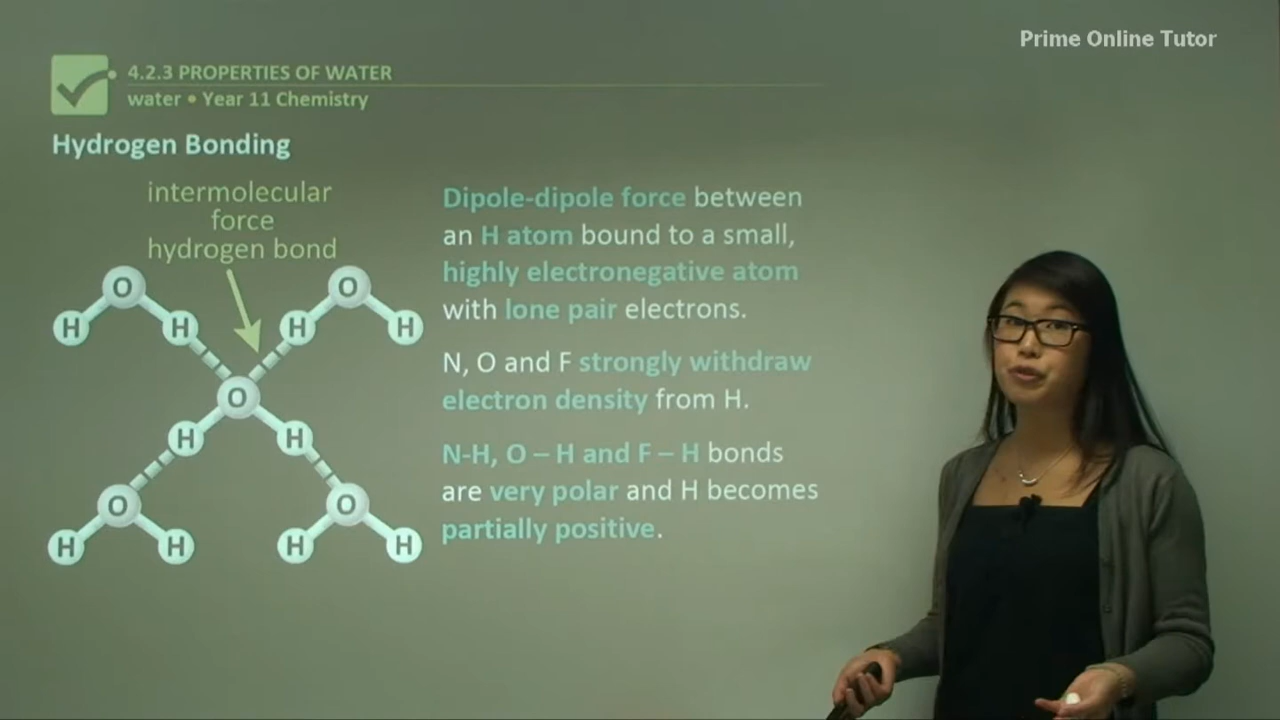 Prime Online Tutor
4.2.3 PROPERTIES OF WATER
water • Year 11 Chemistry
Hydrogen Bonding
intermolecular
force
hydrogen bond
Dipole-dipole force between
an H atom bound to a small,
highly electronegative atom
with lone pair electrons.
N, O and F strongly withdraw
electron density from H.
N-H, O – H and F – H bonds
are very polar and H becomes
partially positive.
O O
H H H H
O
H H
O O
H H H H